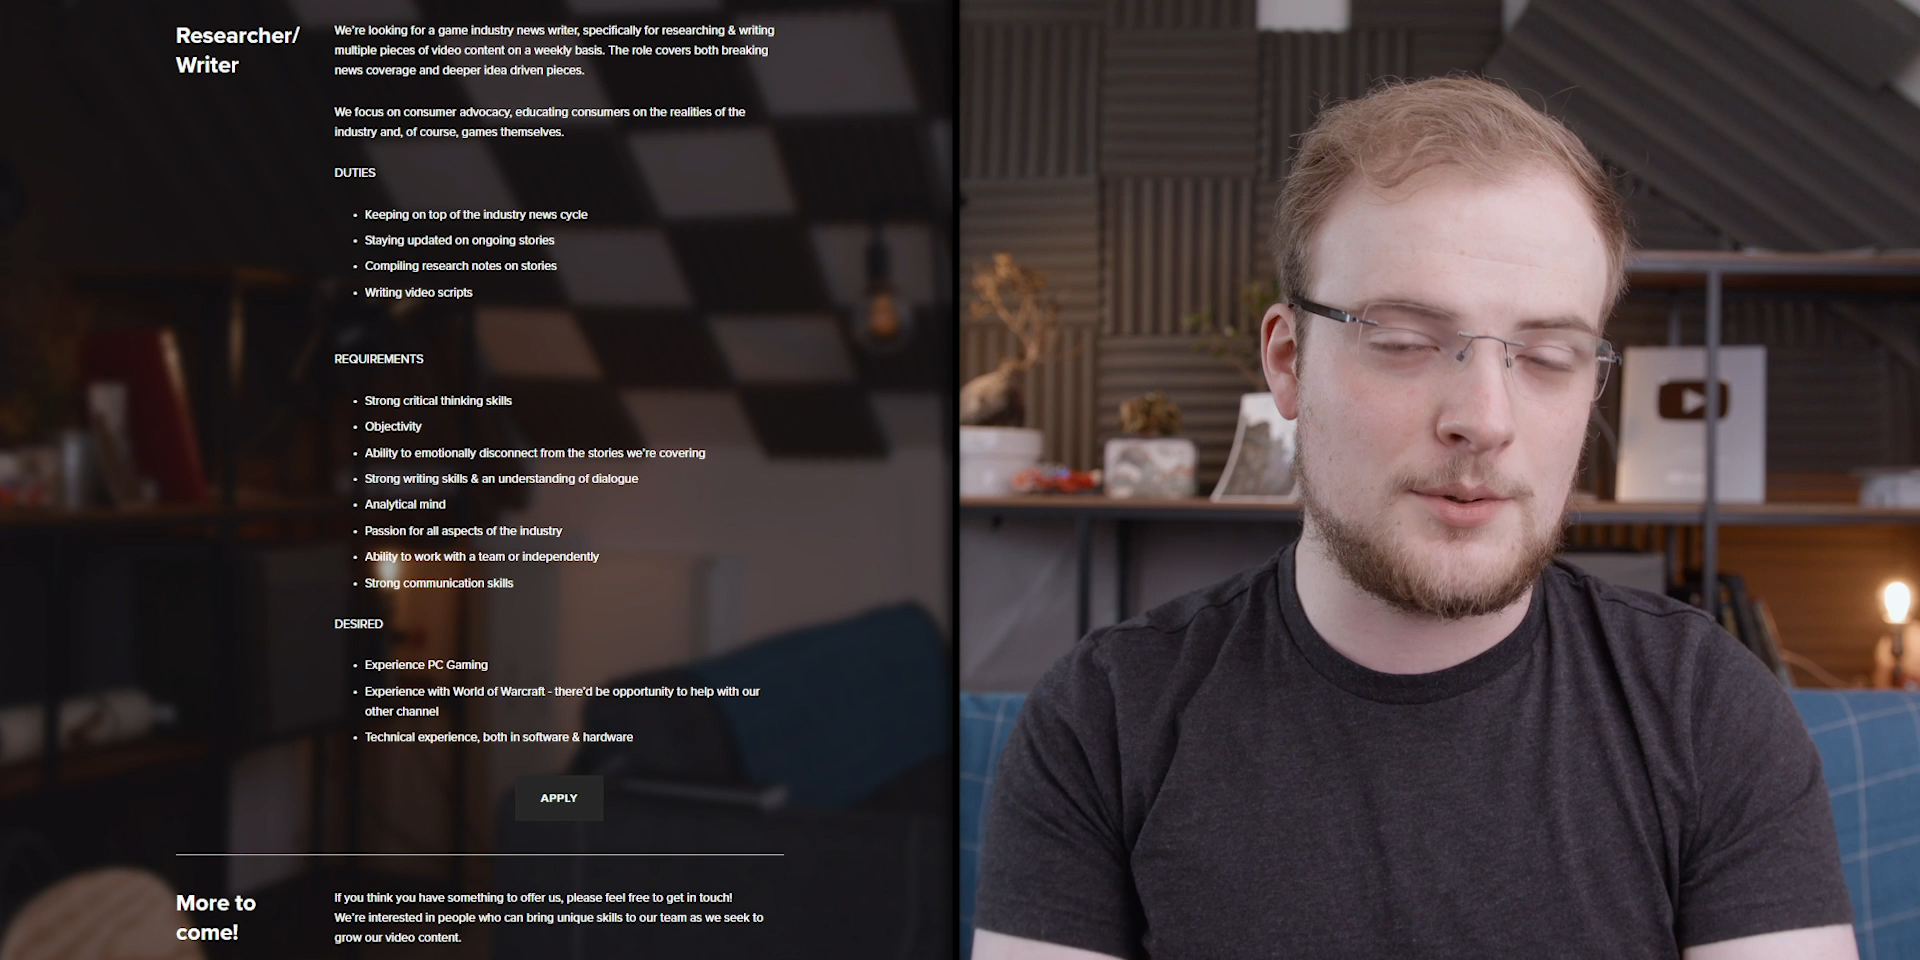 Researcher/
Writer
We're looking for a game industry news writer, specifically for researching & writing
multiple pieces of video content on a weekly basis. The role covers both breaking
news coverage and deeper idea driven pieces.
We focus on consumer advocacy, educating consumers on the realities of the
industry and, of course, games themselves.
DUTIES
• Keeping on top of the industry news cycle
• Staying updated on ongoing stories
• Compiling research notes on stories
• Writing video scripts
REQUIREMENTS
• Strong critical thinking skills
• Objectivity
• Ability to emotionally disconnect from the stories we're covering
• Strong writing skills & an understanding of dialogue
• Analytical mind
• Passion for all aspects of the industry
• Ability to work with a team or independently
• Strong communication skills
DESIRED
• Experience PC Gaming
• Experience with World of Warcraft - there'd be opportunity to help with our
other channel
• Technical experience, both in software & hardware
APPLY
More to
come!
If you think you have something to offer us, please feel free to get in touch!
We're interested in people who can bring unique skills to our team as we seek to
grow our video content.